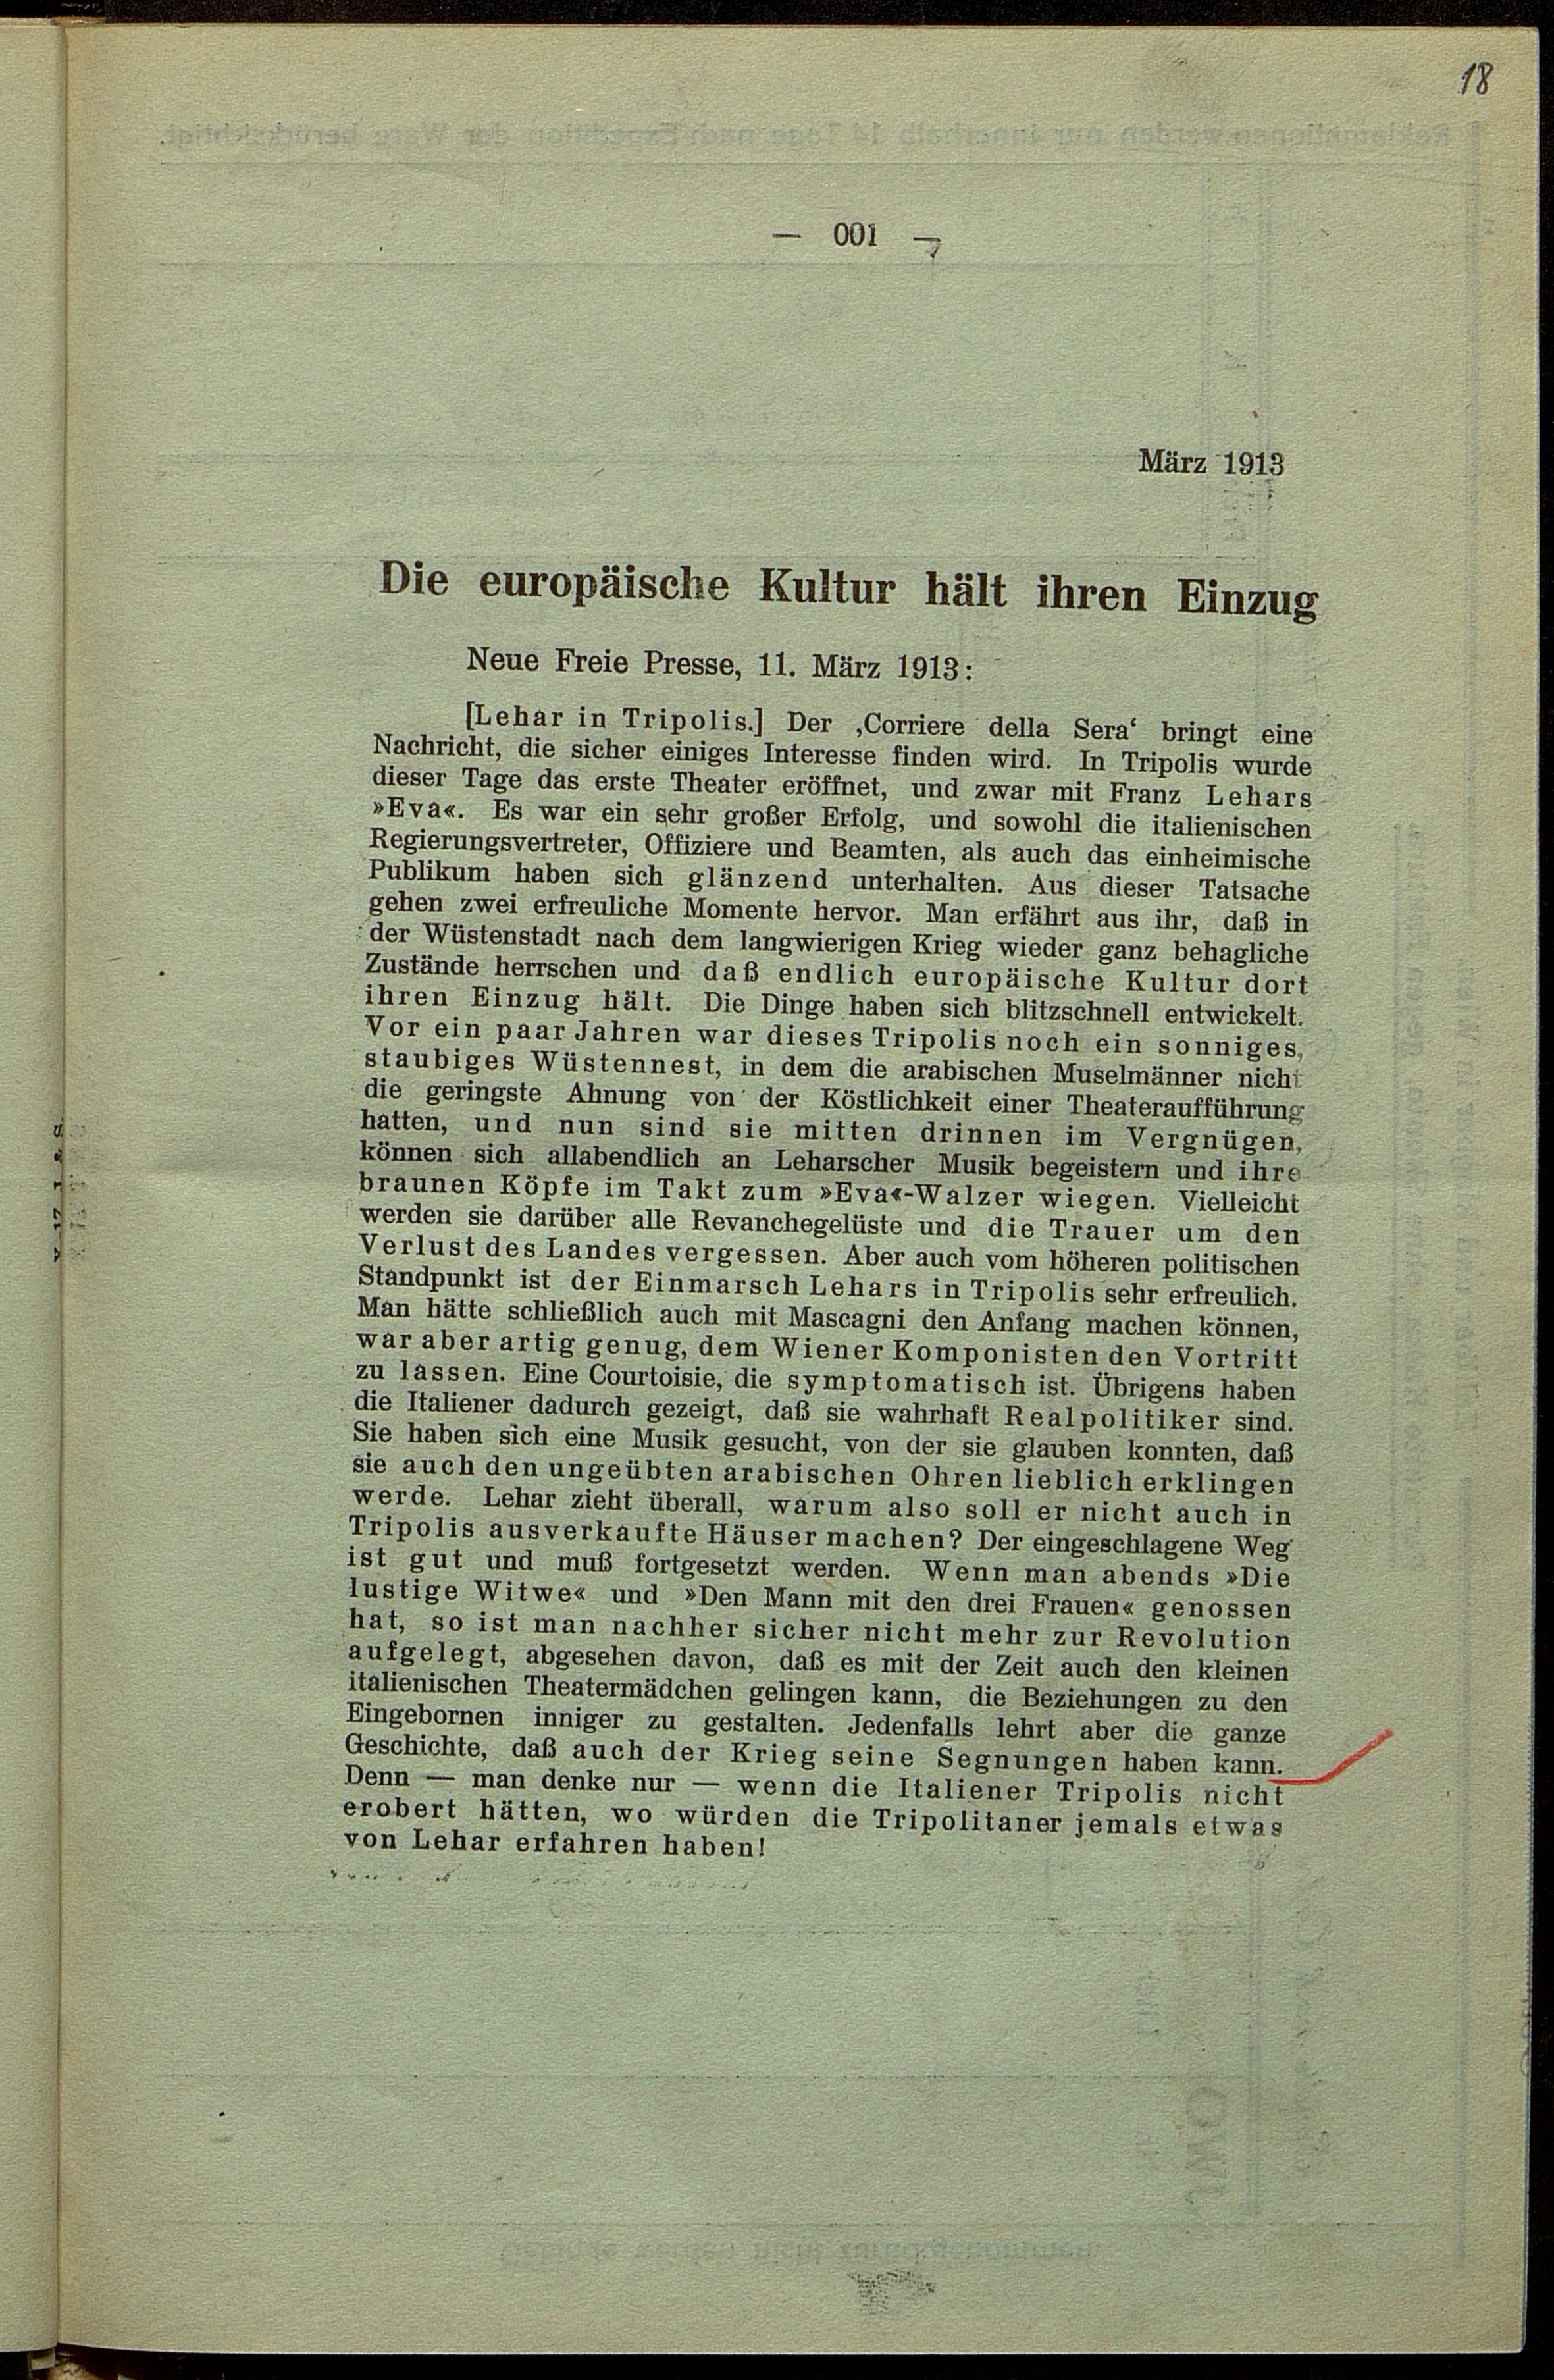 18
— 001 —
März 1913
Die europäische Kultur hält ihren Einzug
Neue Freie Presse, 11. März 1913:
[Lehar in Tripolis.] Der ‚Corriere della Sera‘ bringt eine
Nachricht, die sicher einiges Interesse finden wird. In Tripolis wurde
dieser Tage das erste Theater eröffnet, und zwar mit Franz Lehars
»Eva«. Es war ein sehr großer Erfolg, und sowohl die italienischen
Regierungsvertreter, Offiziere und Beamten, als auch das einheimische
Publikum haben sich glänzend unterhalten. Aus dieser Tatsache
gehen zwei erfreuliche Momente hervor. Man erfährt aus ihr, daß in
der Wüstenstadt nach dem langwierigen Krieg wieder ganz behagliche
Zustände herrschen und daß endlich europäische Kultur dort
ihren Einzug hält. Die Dinge haben sich blitzschnell entwickelt.
Vor ein paar Jahren war dieses Tripolis noch ein sonniges,
staubiges Wüstennest, in dem die arabischen Muselmänner nicht
die geringste Ahnung von der Köstlichkeit einer Theateraufführung
hatten, und nun sind sie mitten drinnen im Vergnügen,
können sich allabendlich an Leharscher Musik begeistern und ihre
braunen Köpfe im Takt zum »Eva«-Walzer wiegen. Vielleicht
werden sie darüber alle Revanchegelüste und die Trauer um den
Verlust des Landes vergessen. Aber auch vom höheren politischen
Standpunkt ist der Einmarsch Lehars in Tripolis sehr erfreulich.
Man hätte schließlich auch mit Mascagni den Anfang machen können,
war aber artig genug, dem Wiener Komponisten den Vortritt
zu lassen. Eine Courtoisie, die symptomatisch ist. Übrigens haben
die Italiener dadurch gezeigt, daß sie wahrhaft Realpolitiker sind.
Sie haben sich eine Musik gesucht, von der sie glauben konnten, daß
sie auch den ungeübten arabischen Ohren lieblich erklingen
werde. Lehar zieht überall, warum also soll er nicht auch in
Tripolis ausverkaufte Häuser machen? Der eingeschlagene Weg
ist gut und muß fortgesetzt werden. Wenn man abends »Die
lustige Witwe« und »Den Mann mit den drei Frauen« genossen
hat, so ist man nachher sicher nicht mehr zur Revolution
aufgelegt, abgesehen davon, daß es mit der Zeit auch den kleinen
italienischen Theatermädchen gelingen kann, die Beziehungen zu den
Eingebornen inniger zu gestalten. Jedenfalls lehrt aber die ganze
Geschichte, daß auch der Krieg seine Segnungen haben kann.
Denn — man denke nur — wenn die Italiener Tripolis nicht
erobert hätten, wo würden die Tripolitaner jemals etwas
von Lehar erfahren haben!